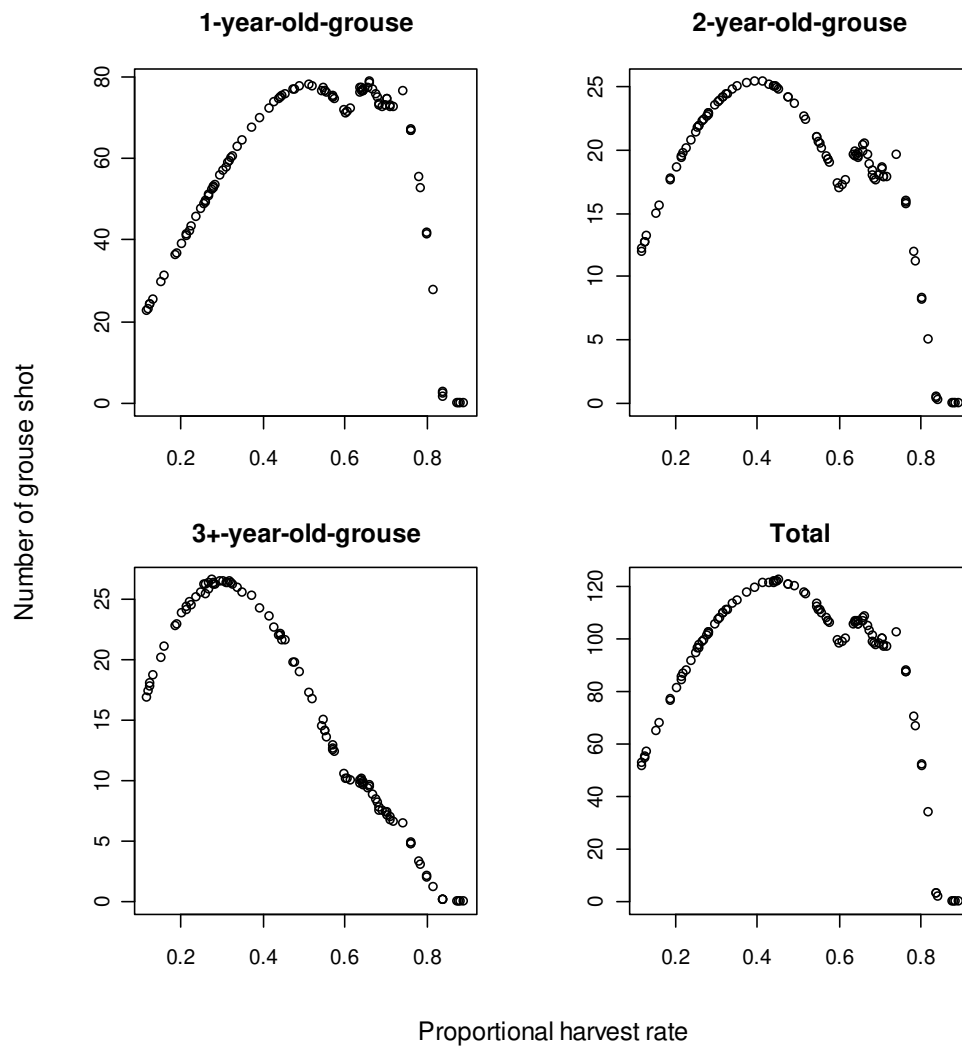 1-year-old-grouse
2-year-old-grouse
0 20 40 60 80
0 5 10 15 20 25
0.2 0.4 0.6 0.8
0.2 0.4 0.6 0.8
Number of grouse shot
3+-year-old-grouse
Total
0 5 10 15 20 25
0 20 40 60 80 100 120
0.2 0.4 0.6 0.8
0.2 0.4 0.6 0.8
Proportional harvest rate